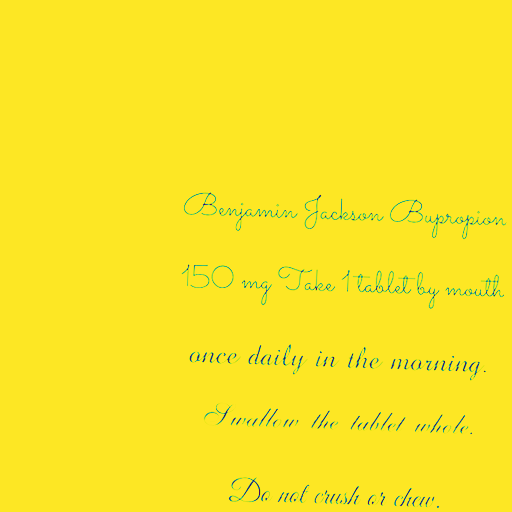 Benjamin Jackson Bupropion
150 mg Take 1 tablet by mouth
once daily in the morning.
Swallow the tablet whole.
Do not crush or chew.